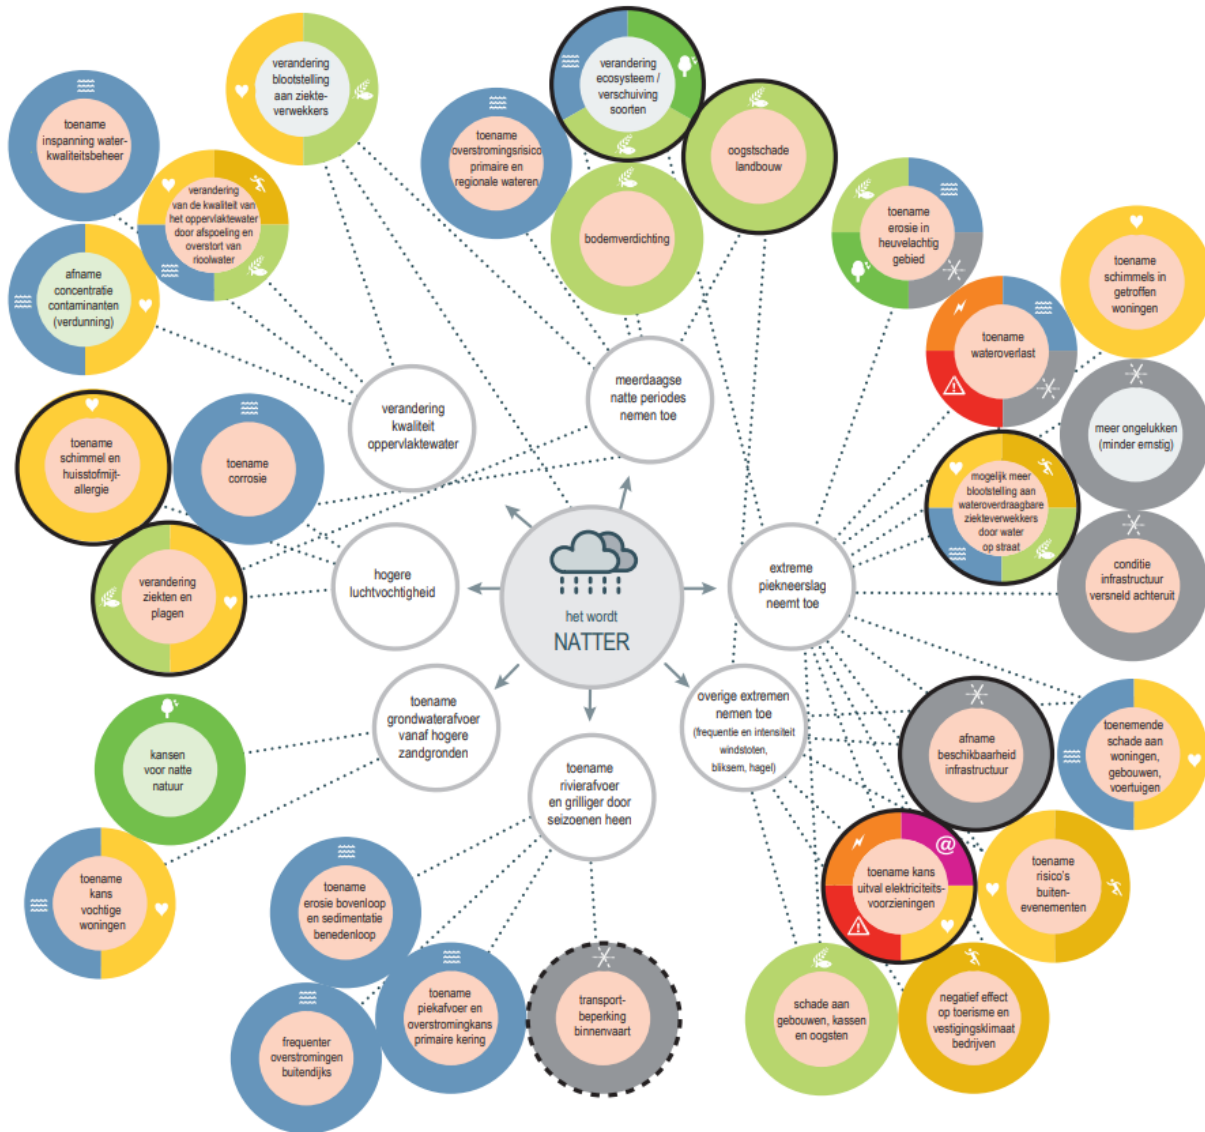 verandering
blootstelling
aan ziekte-
verwekkers
toename
inspanning water-
kwaliteitsbeheer
verandering
van de kwaliteit van
het oppervlaktewater
door afspoeling en
overstort van
rioolwater
afname
concentratie
contaminanten
(verdunning)
toename
overstromingsrisico
primaire en
regionale wateren
verandering
ecosysteem /
verschuiving
soorten
oogstschade
landbouw
bodemverdichting
toename
erosie in
heuvelachtig
gebied
toename
schimmels in
getroffen
woningen
toename
wateroverlast
meer ongelukken
(minder ernstig)
mogelijk meer
blootstelling aan
wateroverdraagbare
ziekteverwekkers
door water
op straat
conditie
infrastructuur
versneld achteruit
verandering
kwaliteit
oppervlaktewater
meerdaagse
natte periodes
nemen toe
toename
schimmel en
huisstofmijt-
allergie
toename
corrosie
verandering
ziekten en
plagen
hogere
luchtvochtigheid
het wordt
NATTER
extreme
piekneerslag
neemt toe
toename
grondwaterafvoer
vanaf hogere
zandgronden
toename
rivierafvoer
en grilliger door
seizoenen heen
overige extremen
nemen toe
(frequentie en intensiteit
windstoten,
bliksem, hagel)
kansen
voor natte
natuur
toename
kans
vochtige
woningen
afname
beschikbaarheid
infrastructuur
toenemende
schade aan
woningen,
gebouwen,
voertuigen
@
toename kans
uitval elektriciteits-
voorzieningen
toename
risico's
buiten-
evenementen
toename
erosie bovenloop
en sedimentatie
benedenloop
toename
piekafvoer en
overstromingkans
primaire kering
frequenter
overstromingen
buitendijks
transport-
beperking
binnenvaart
schade aan
gebouwen, kassen
en oogsten
negatief effect
op toerisme en
vestigingsklimaat
bedrijven